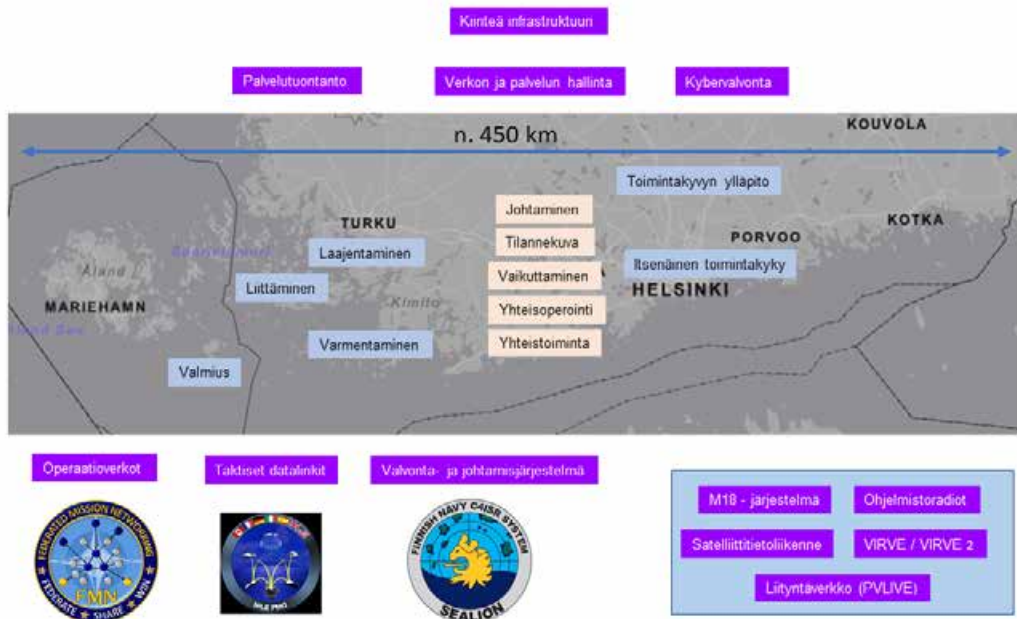 Kiinteä infrastruktuuri
Palvelutuotanto
Verkon ja palvelun hallinta
Kybervalvonta
KOUVOLA
n. 450 km
Toimintakyvyn ylläpito
Johtaminen
KOTKA
TURKU
Tilannekuva
PORVOO
Laajentaminen
Itsenäinen toimintakyky
Åland
Vaikuttaminen
Liittäminen
HELSINKI
MARIEHAMN
Kimito
Yhteisoperointi
Varmentaminen
Yhteistoiminta
Valmius
Operaatioverkot
Taktiset datalinkit
Valvonta- ja johtamisjärjestelmä
FEDERATED MISSION NETWORKING
FMN
FEDERATE SHARE WIN
FINNISH NAVY C4ISR SYSTEM
SEALION
M18 - järjestelmä
Ohjelmistoradiot
Satelliittitietoliikenne
VIRVE / VIRVE 2
Liityntäverkko (PVLIVE)